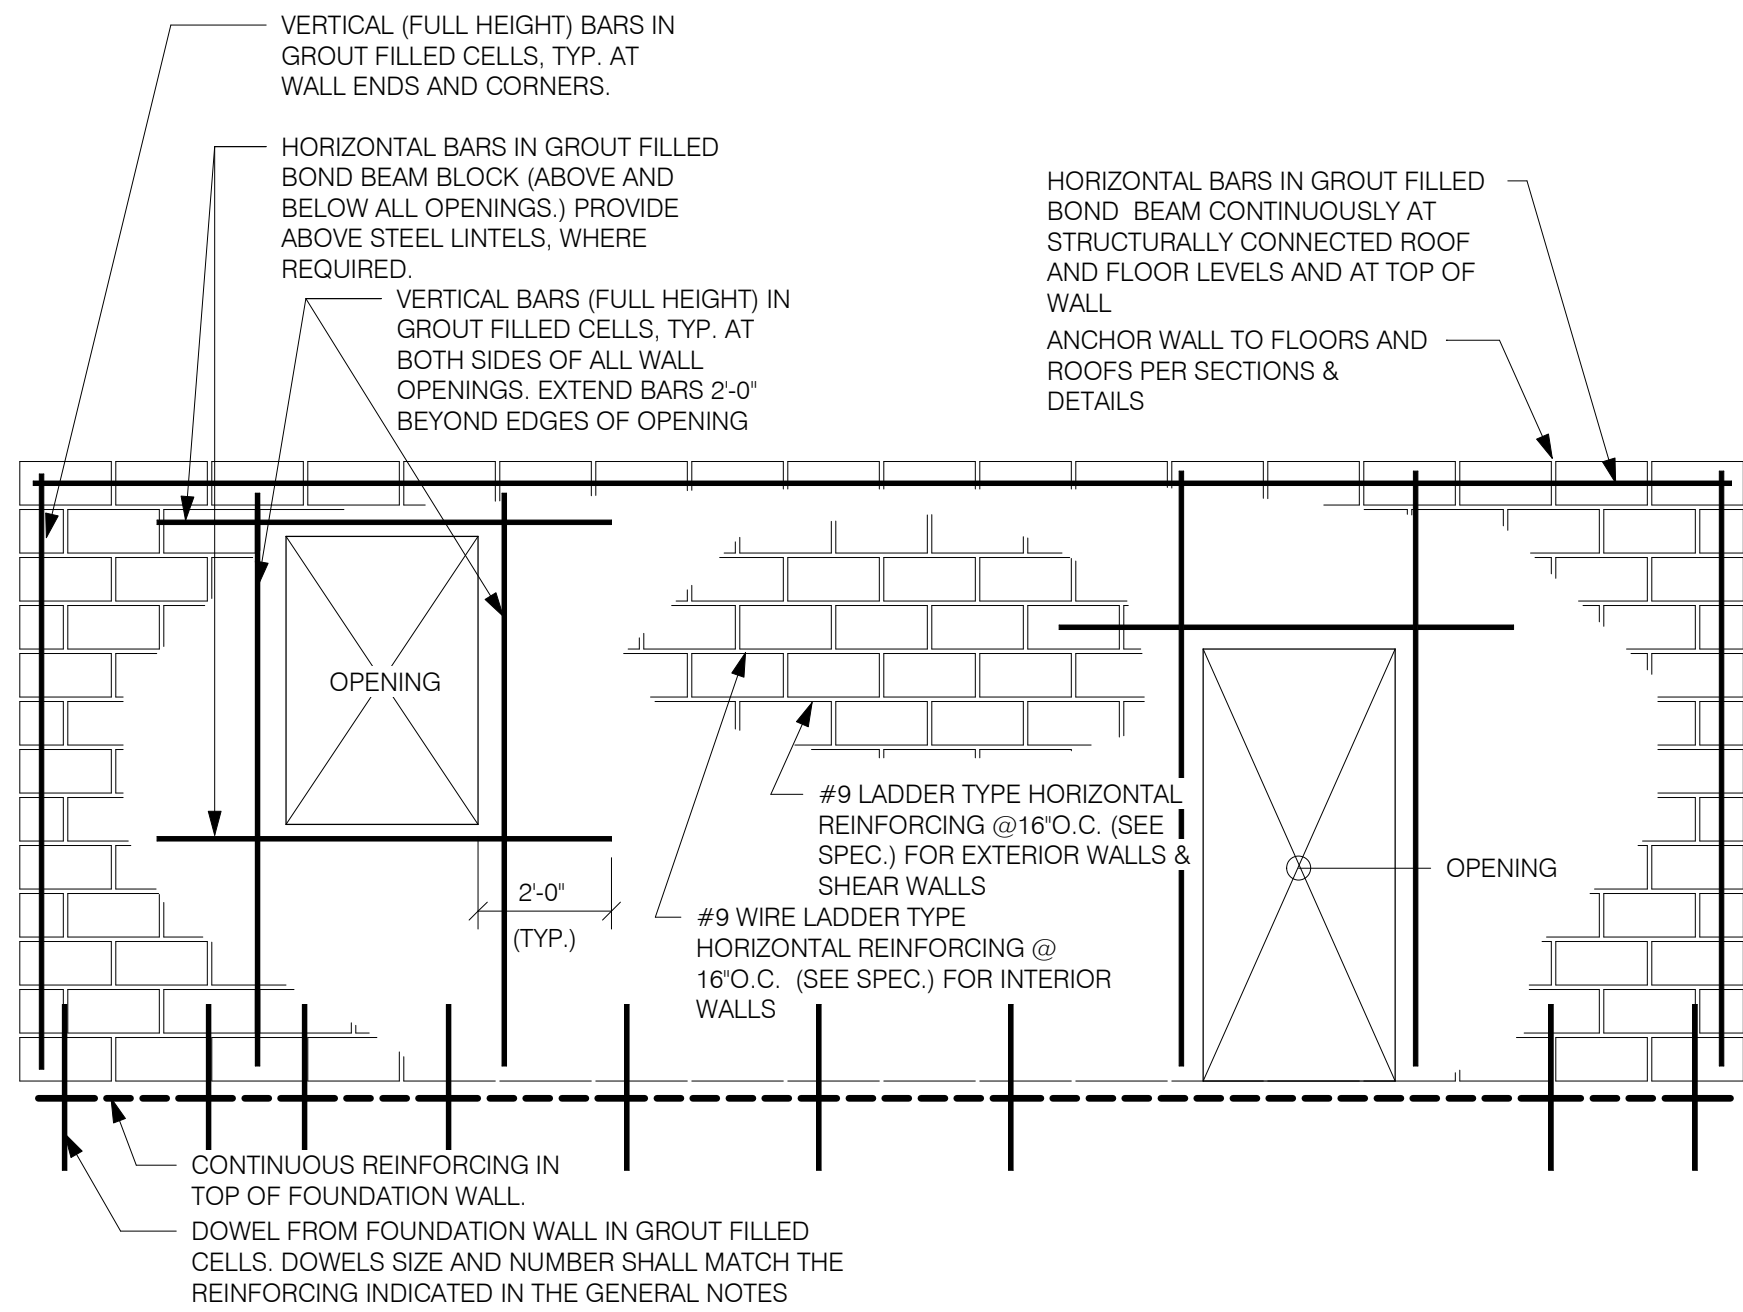 VERTICAL (FULL HEIGHT) BARS IN
GROUT FILLED CELLS, TYP. AT
WALL ENDS AND CORNERS.
HORIZONTAL BARS IN GROUT FILLED
BOND BEAM BLOCK (ABOVE AND
BELOW ALL OPENINGS.) PROVIDE
ABOVE STEEL LINTELS, WHERE
REQUIRED.
VERTICAL BARS (FULL HEIGHT) IN
GROUT FILLED CELLS, TYP. AT
BOTH SIDES OF ALL WALL
OPENINGS. EXTEND BARS 2'-0"
BEYOND EDGES OF OPENING
HORIZONTAL BARS IN GROUT FILLED
BOND BEAM CONTINUOUSLY AT
STRUCTURALLY CONNECTED ROOF
AND FLOOR LEVELS AND AT TOP OF
WALL
ANCHOR WALL TO FLOORS AND
ROOFS PER SECTIONS &
DETAILS
OPENING
#9 LADDER TYPE HORIZONTAL
REINFORCING @16"O.C. (SEE
SPEC.) FOR EXTERIOR WALLS &
SHEAR WALLS
OPENING
2'-0"
(TYP.)
#9 WIRE LADDER TYPE
HORIZONTAL REINFORCING @
16"O.C. (SEE SPEC.) FOR INTERIOR
WALLS
CONTINUOUS REINFORCING IN
TOP OF FOUNDATION WALL.
DOWEL FROM FOUNDATION WALL IN GROUT FILLED
CELLS. DOWELS SIZE AND NUMBER SHALL MATCH THE
REINFORCING INDICATED IN THE GENERAL NOTES